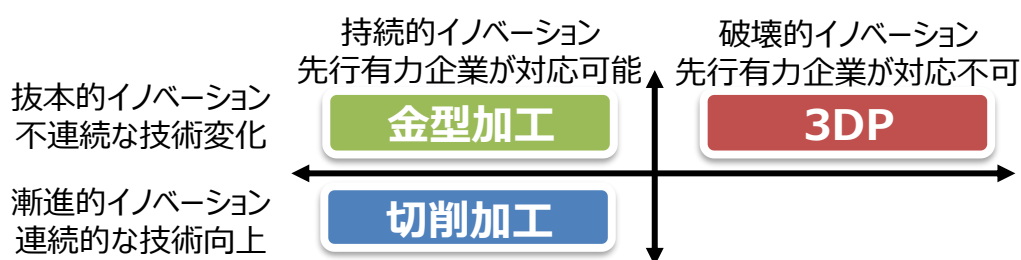 持続的イノベーション
先行有力企業が対応可能
破壊的イノベーション
先行有力企業が対応不可
抜本的イノベーション
不連続な技術変化
金型加工
3DP
漸進的イノベーション
連続的な技術向上
切削加工